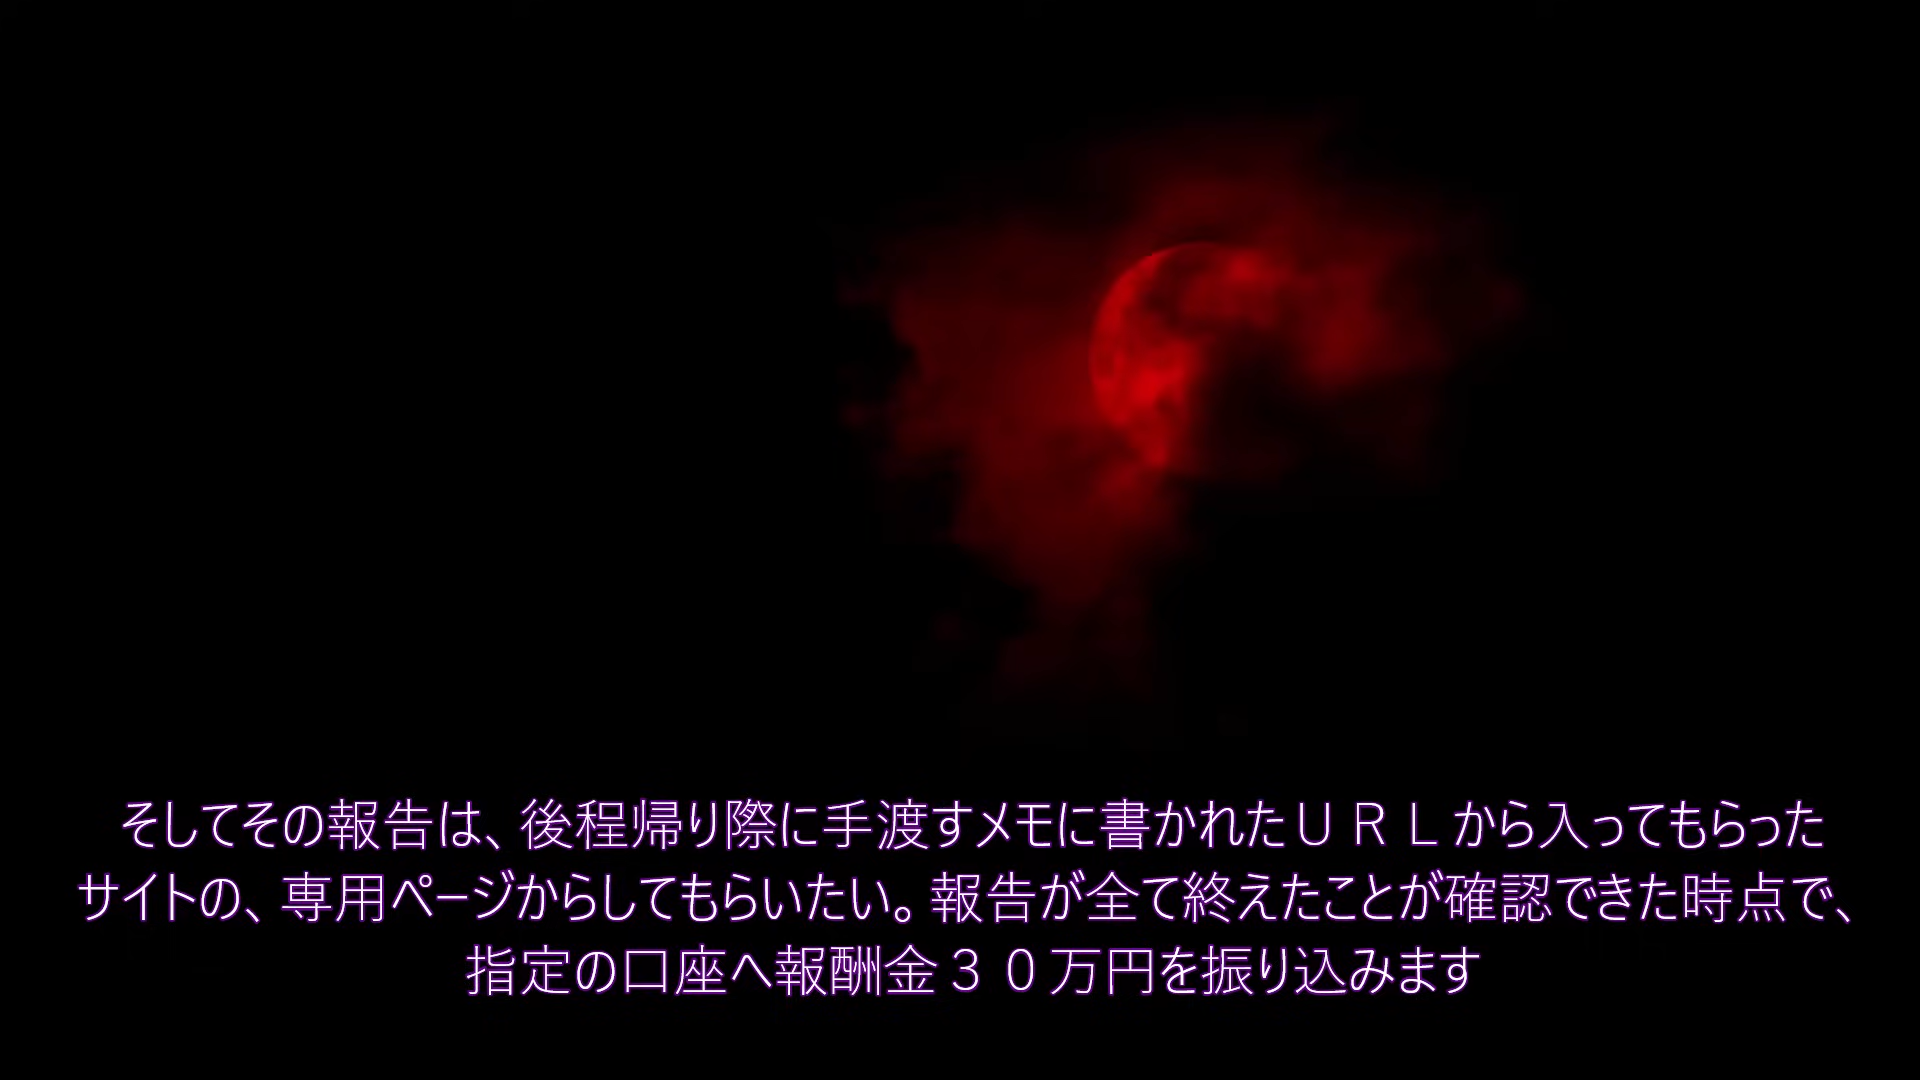 そしてその報告は、後程帰り際に手渡すメモに書かれたＵＲＬから入ってもらった
サイトの、専用ページからしてもらいたい。報告が全て終えたことが確認できた時点で、
指定の口座へ報酬金３０万円を振り込みます